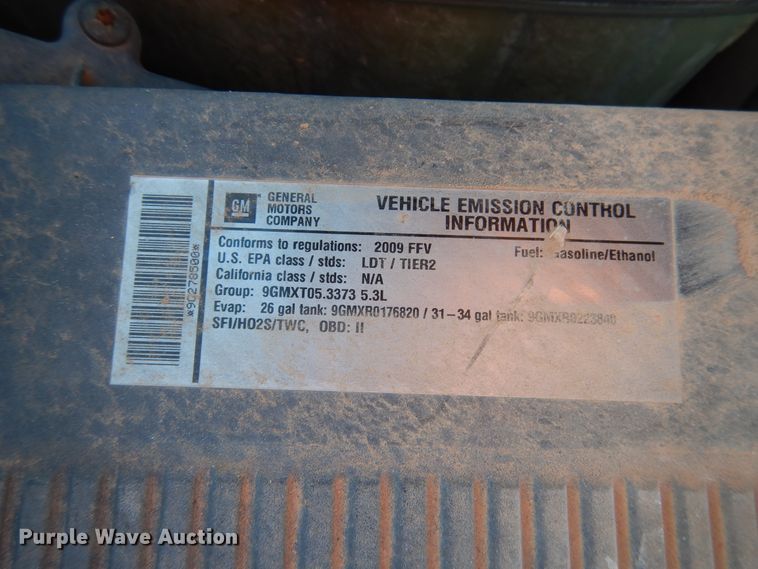 *9C278500*
GM
GENERAL MOTORS COMPANY
VEHICLE EMISSION CONTROL
INFORMATION
Conforms to regulations: 2009 FFV
Fuel: Gasoline/Ethanol
U.S. EPA class / stds: LDT / TIER2
California class / stds: N/A
Group: 9GMXT05.3373 5.3L
Evap: 26 gal tank: 9GMXR0176820 / 31-34 gal tank: 9GMXR0223840
SFI/HO2S/TWC, OBD: II
Purple Wave Auction